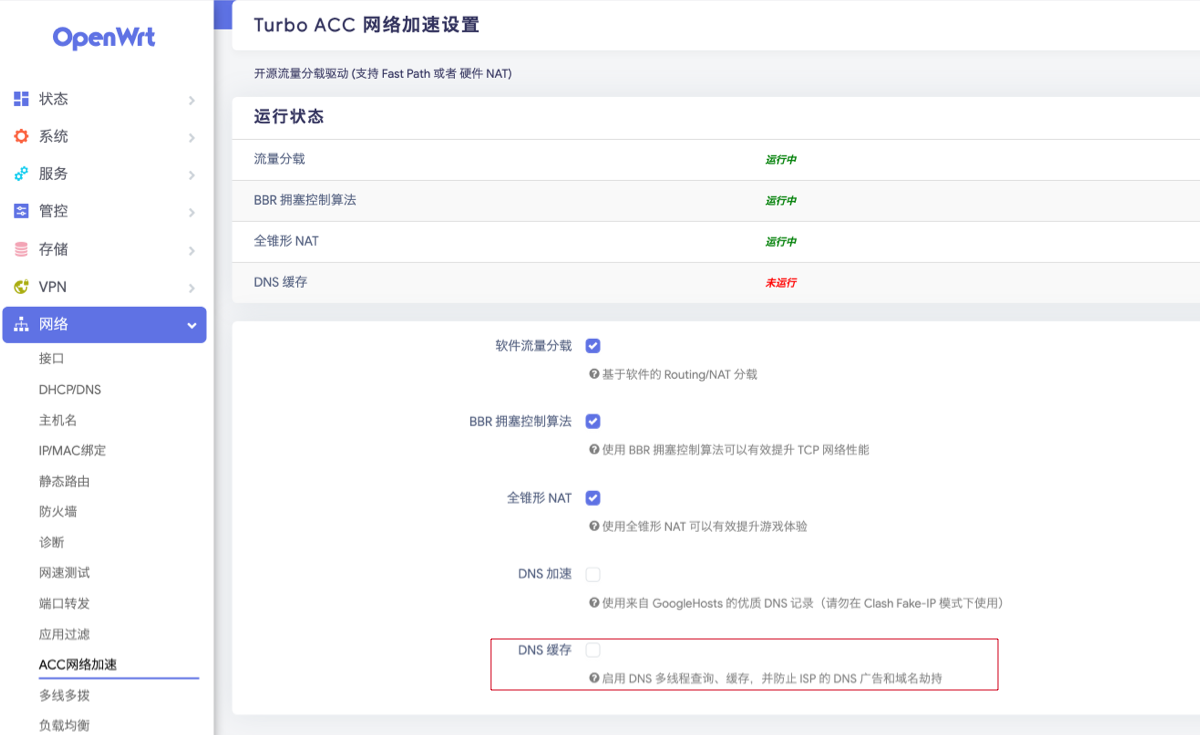 OpenWrt
状态
系统
服务
管控
存储
VPN
网络
接口
DHCP/DNS
主机名
IP/MAC绑定
静态路由
防火墙
诊断
网速测试
端口转发
应用过滤
ACC网络加速
多线多拨
负载均衡
Turbo ACC 网络加速设置
开源流量分载驱动 (支持 Fast Path 或者 硬件 NAT)
运行状态
流量分载 运行中
BBR 拥塞控制算法 运行中
全锥形 NAT 运行中
DNS 缓存 未运行
软件流量分载
基于软件的 Routing/NAT 分载
BBR 拥塞控制算法
使用 BBR 拥塞控制算法可以有效提升 TCP 网络性能
全锥形 NAT
使用全锥形 NAT 可以有效提升游戏体验
DNS 加速
使用来自 GoogleHosts 的优质 DNS 记录（请勿在 Clash Fake-IP 模式下使用）
DNS 缓存
启用 DNS 多线程查询、缓存，并防止 ISP 的 DNS 广告和域名劫持